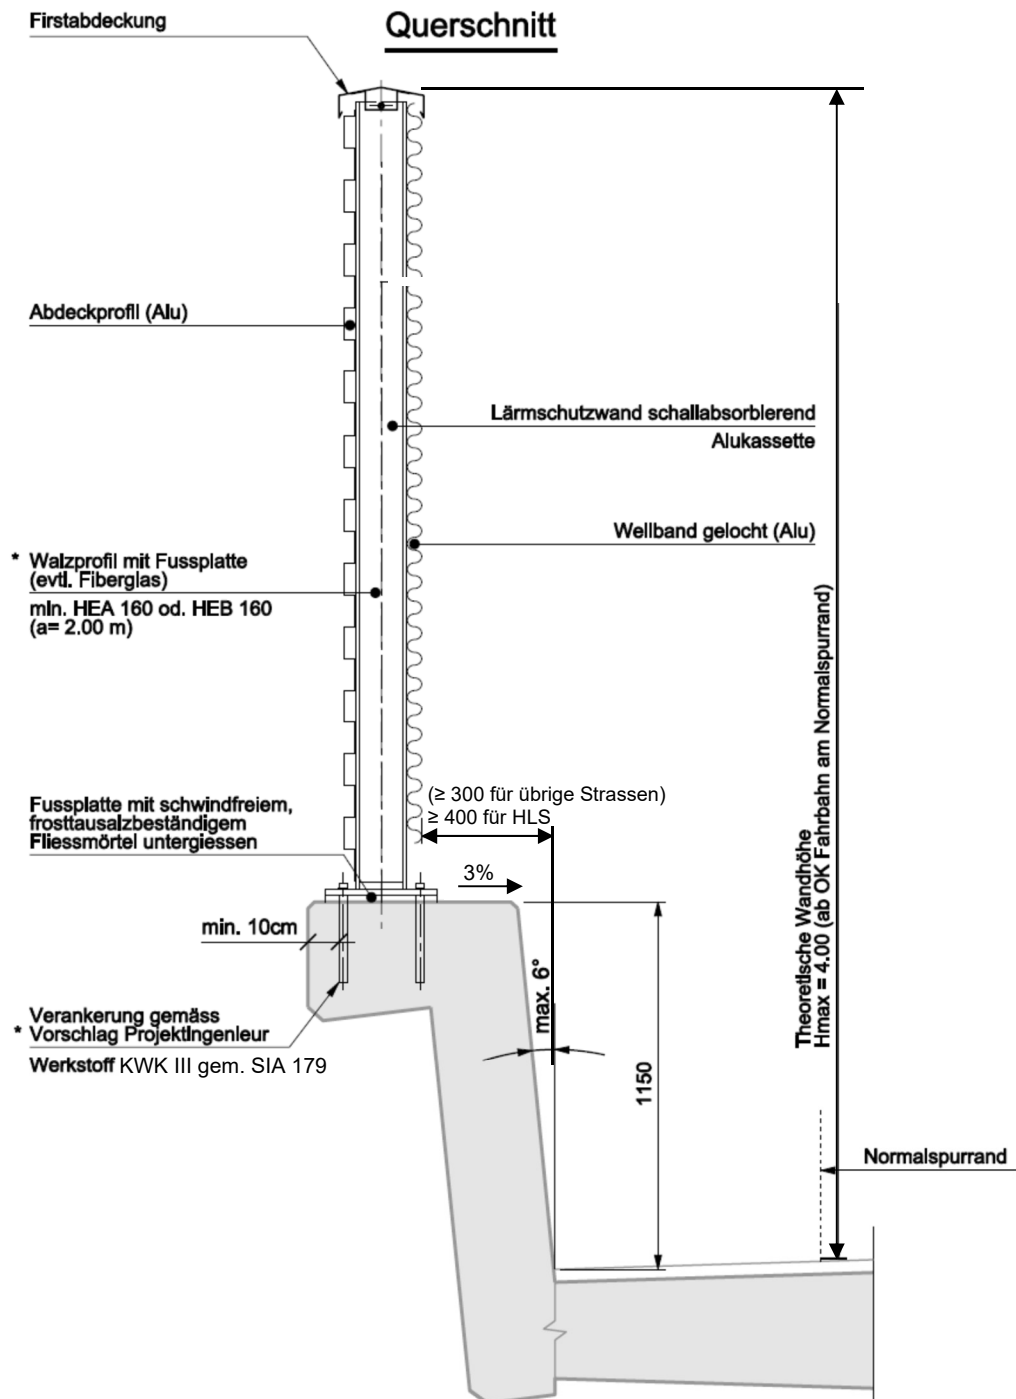 Querschnitt
Firstabdeckung
Abdeckprofil (Alu)
Lärmschutzwand schallabsorbierend
Alukassette
Wellband gelocht (Alu)
* Walzprofil mit Fussplatte
(evtl. Fiberglas)
min. HEA 160 od. HEB 160
(a= 2.00 m)
Theoretische Wandhöhe
Hmax = 4.00 (ab OK Fahrbahn am Normalspurrand)
(≥ 300 für übrige Strassen)
≥ 400 für HLS
Fussplatte mit schwindfreiem,
frosttausalzbeständigem
Fliessmörtel untergiessen
3%
min. 10cm
max. 6°
Verankerung gemäss
* Vorschlag Projektingenieur
Werkstoff KWK III gem. SIA 179
1150
Normalspurrand